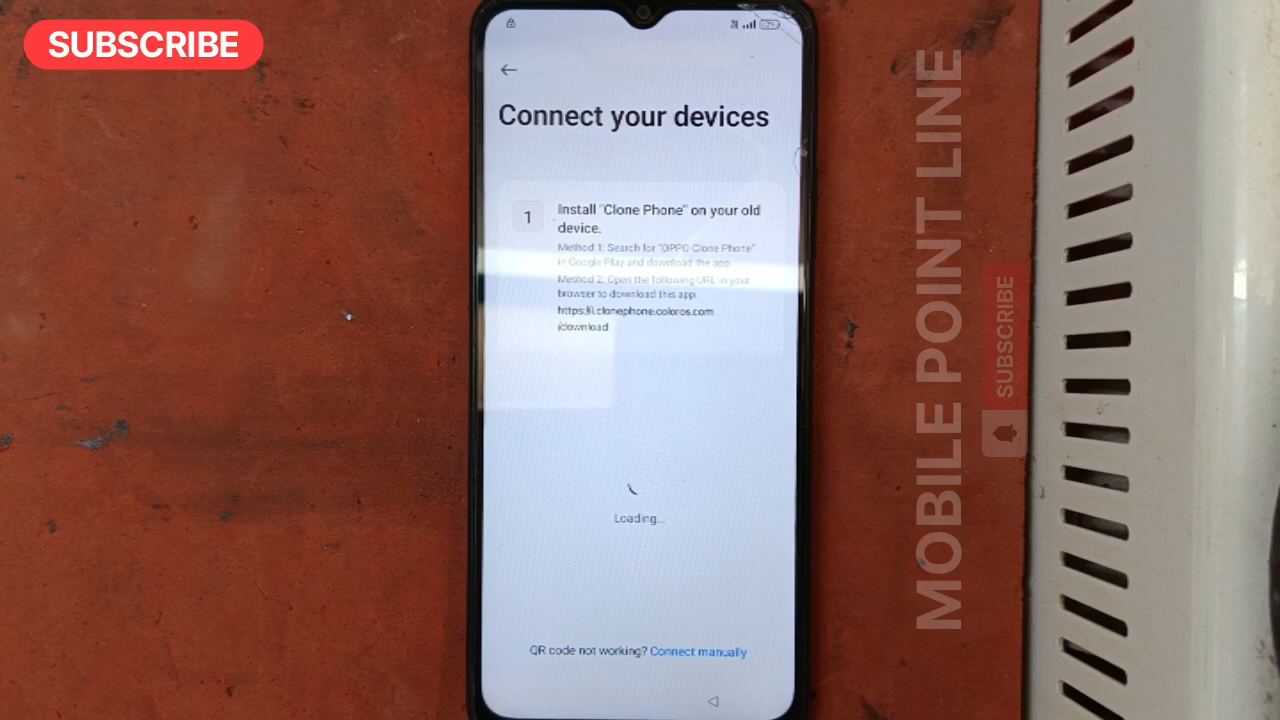 SUBSCRIBE
Connect your devices
1
Install "Clone Phone" on your old
device.
Method 1: Search for "OPPO Clone Phone"
in Google Play and download the app.
Method 2: Open the following URL in your
browser to download this app:
https://i.clonephone.coloros.com
/download
Loading...
QR code not working? Connect manually
MOBILE POINT LINE
SUBSCRIBE